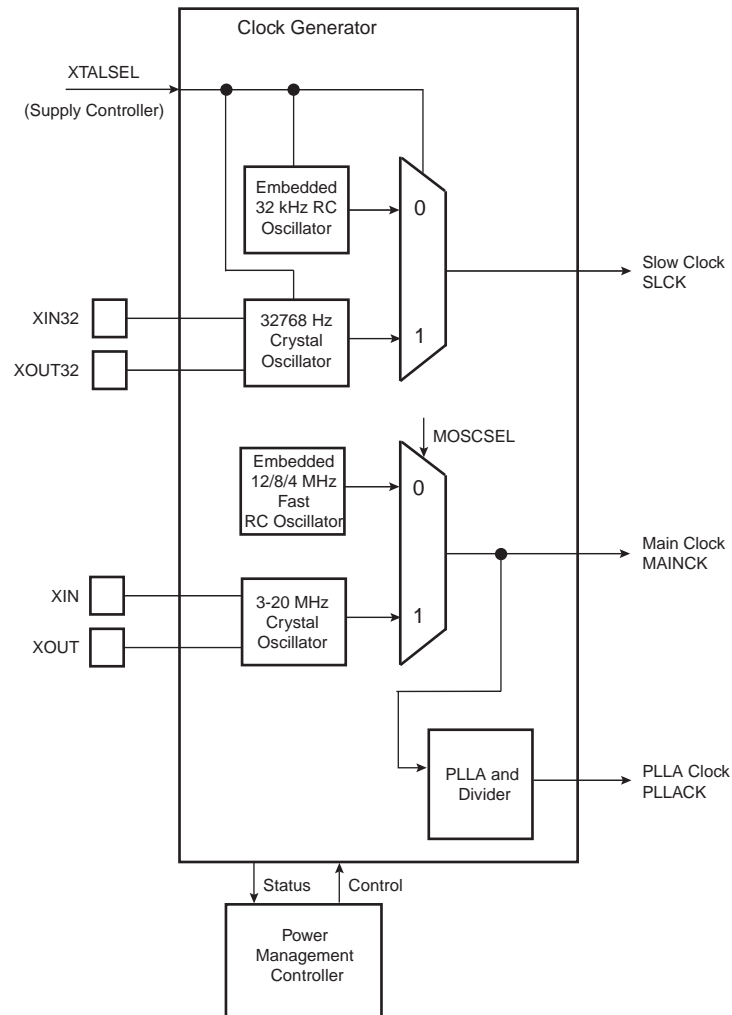 Clock Generator
XTALSEL
(Supply Controller)
Embedded
32 kHz RC
Oscillator
0
Slow Clock
SLCK
XIN32
32768 Hz
Crystal
Oscillator
1
XOUT32
MOSCSEL
Embedded
12/8/4 MHz
Fast
RC Oscillator
0
Main Clock
MAINCK
XIN
3-20 MHz
Crystal
Oscillator
1
XOUT
PLLA and
Divider
PLLA Clock
PLLACK
Status
Control
Power
Management
Controller